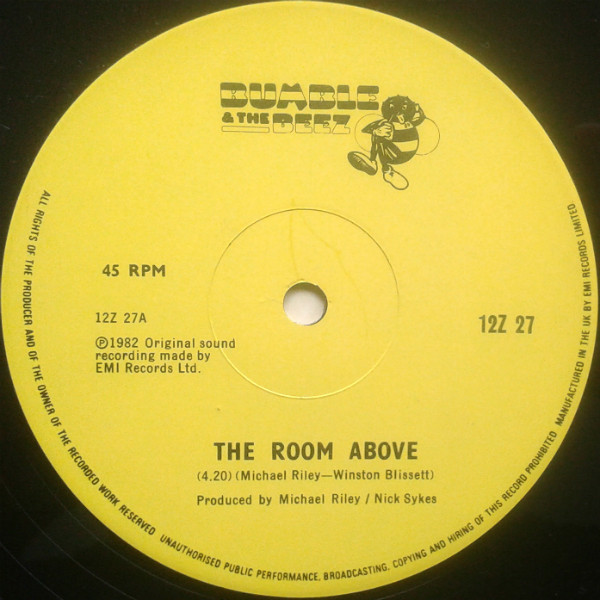 BUMBLE
& THE BEEZ
45 RPM
12Z 27A
12Z 27
℗1982 Original sound
recording made by
EMI Records Ltd.
THE ROOM ABOVE
(4.20) (Michael Riley—Winston Blissett)
Produced by Michael Riley / Nick Sykes
ALL RIGHTS OF THE PRODUCER AND OF THE OWNER OF THE RECORDED WORK RESERVED UNAUTHORISED PUBLIC PERFORMANCE, BROADCASTING, COPYING AND HIRING OF THIS RECORD PROHIBITED MANUFACTURED IN THE UK BY EMI RECORDS LIMITED